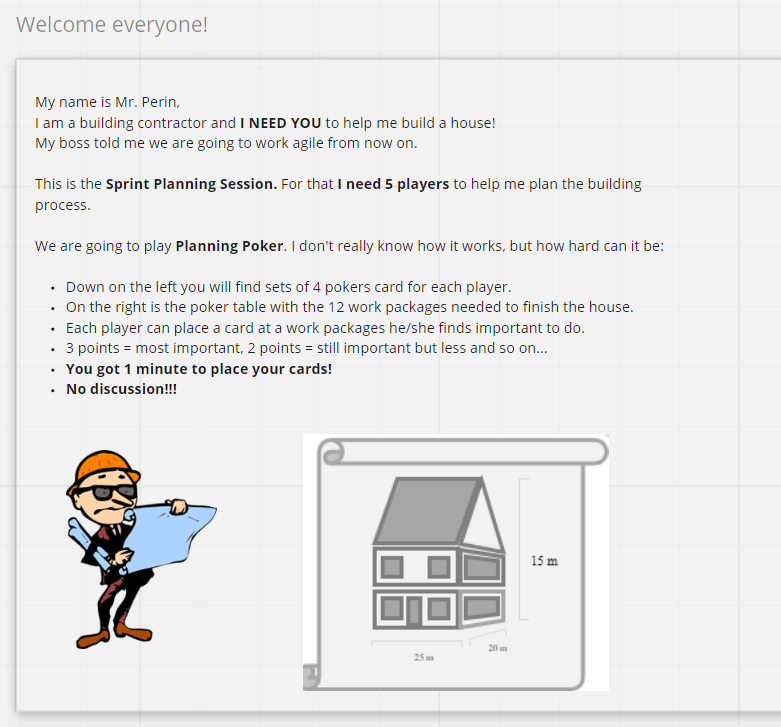 Welcome everyone!
My name is Mr. Perin,
I am a building contractor and I NEED YOU to help me build a house!
My boss told me we are going to work agile from now on.
This is the Sprint Planning Session. For that I need 5 players to help me plan the building
process.
We are going to play Planning Poker. I don't really know how it works, but how hard can it be:
• Down on the left you will find sets of 4 pokers card for each player.
• On the right is the poker table with the 12 work packages needed to finish the house.
• Each player can place a card at a work packages he/she finds important to do.
• 3 points = most important, 2 points = still important but less and so on...
• You got 1 minute to place your cards!
• No discussion!!!
15 m
20 m
25 m